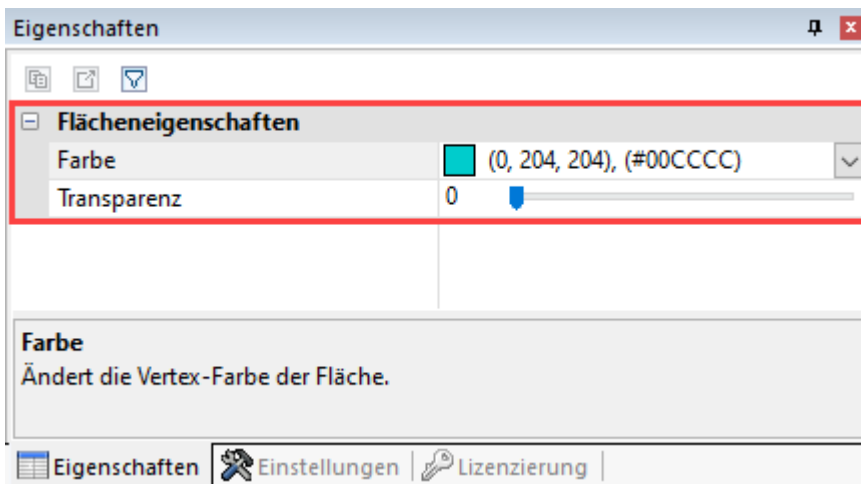 Eigenschaften
Flächeneigenschaften
Farbe (0, 204, 204), (#00CCCC)
Transparenz 0
Farbe
Ändert die Vertex-Farbe der Fläche.
Eigenschaften Einstellungen Lizenzierung